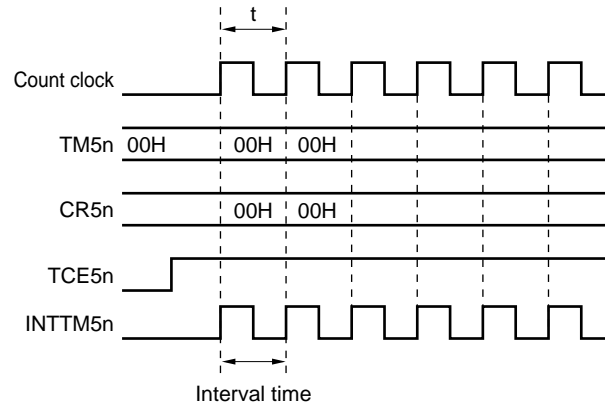 t
Count clock
TM5n 00H 00H 00H
CR5n 00H 00H
TCE5n
INTTM5n
Interval time